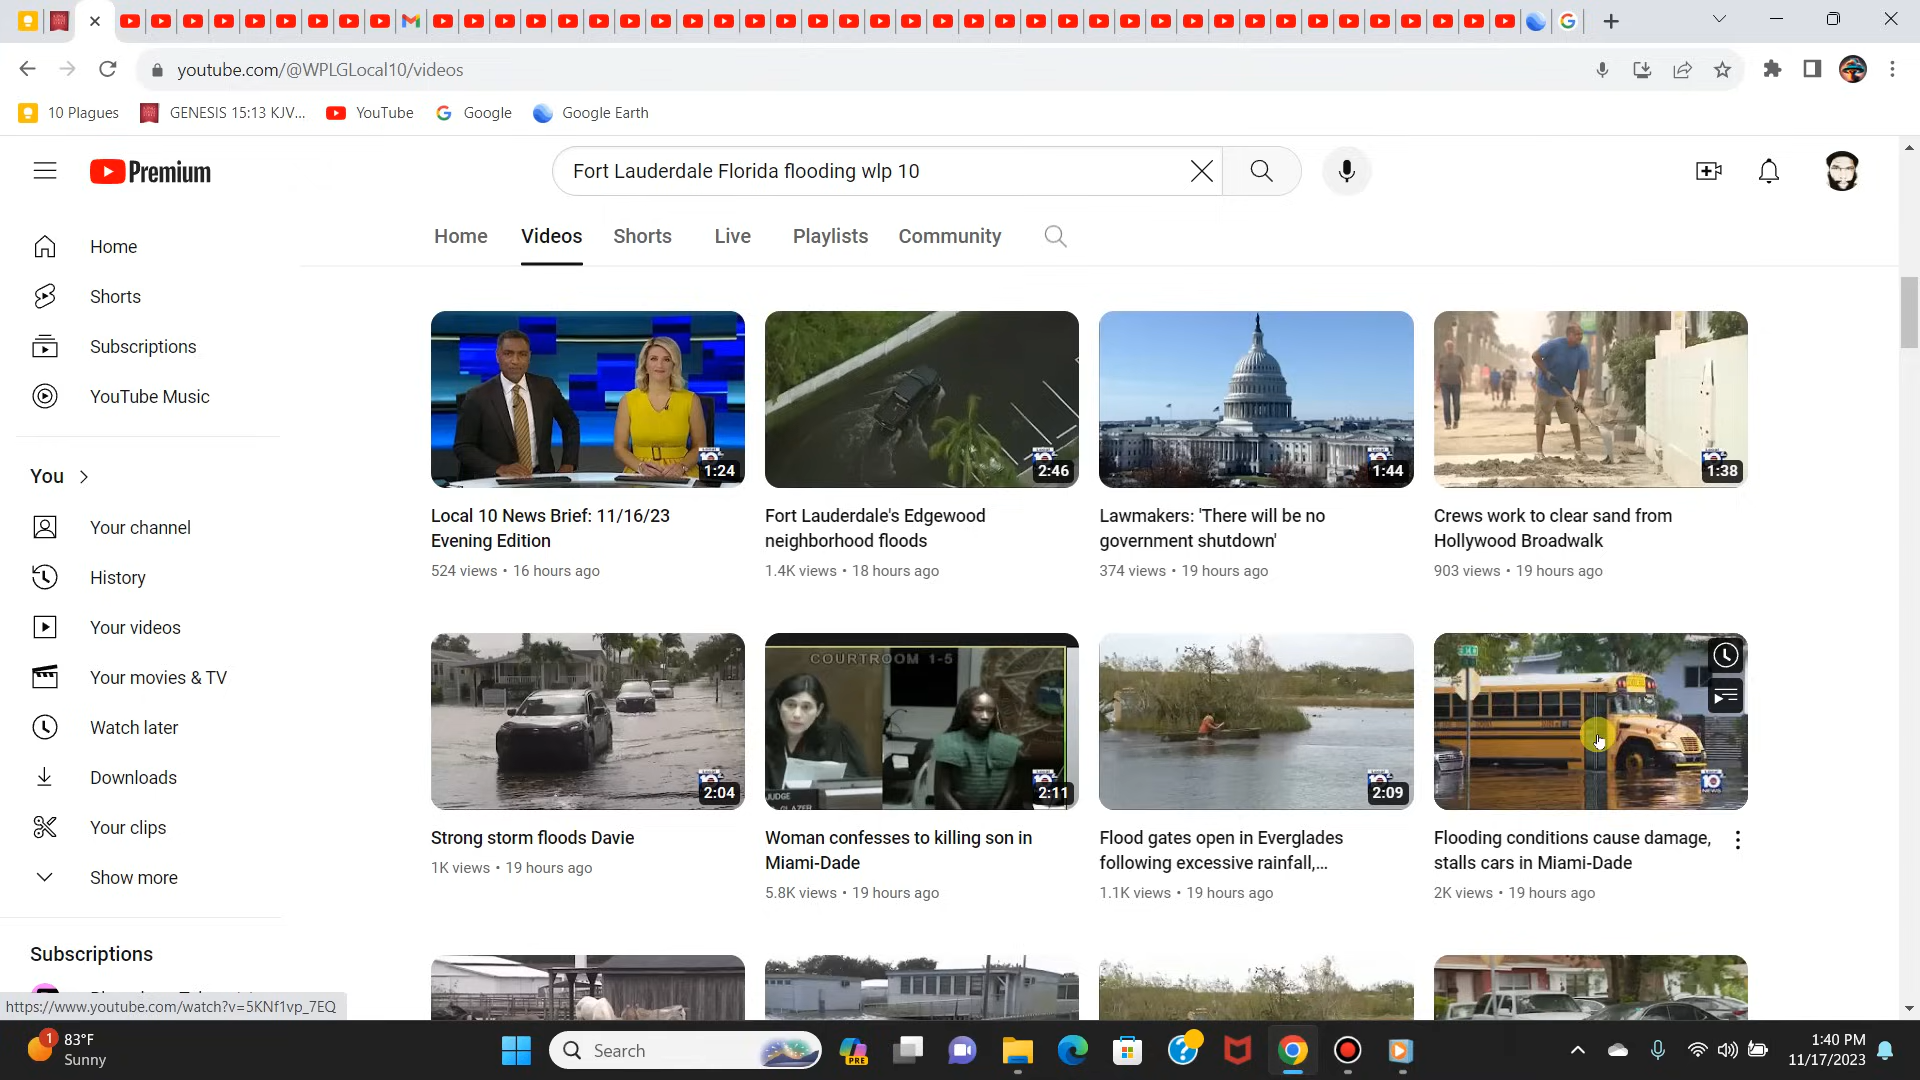 youtube.com/@WPLGLocal10/videos
10 Plagues
GENESIS 15:13 KJV...
YouTube
Google
Google Earth
Premium
Fort Lauderdale Florida flooding wlp 10
Home
Videos
Shorts
Live
Playlists
Community
Home
Shorts
Subscriptions
YouTube Music
You
Your channel
History
Your videos
Your movies & TV
Watch later
Downloads
Your clips
Show more
Subscriptions
1:24
Local 10 News Brief: 11/16/23
Evening Edition
524 views • 16 hours ago
2:46
Fort Lauderdale's Edgewood
neighborhood floods
1.4K views • 18 hours ago
1:44
Lawmakers: 'There will be no
government shutdown'
374 views • 19 hours ago
1:38
Crews work to clear sand from
Hollywood Broadwalk
903 views • 19 hours ago
2:04
Strong storm floods Davie
1K views • 19 hours ago
COURTROOM 1-5
JUDGE
GLAZER
2:11
Woman confesses to killing son in
Miami-Dade
5.8K views • 19 hours ago
2:09
Flood gates open in Everglades
following excessive rainfall,...
1.1K views • 19 hours ago
10
NEWS
Flooding conditions cause damage,
stalls cars in Miami-Dade
2K views • 19 hours ago
https://www.youtube.com/watch?v=5KNf1vp_7EQ
1
83°F
Sunny
Search
PRE
1:40 PM
11/17/2023